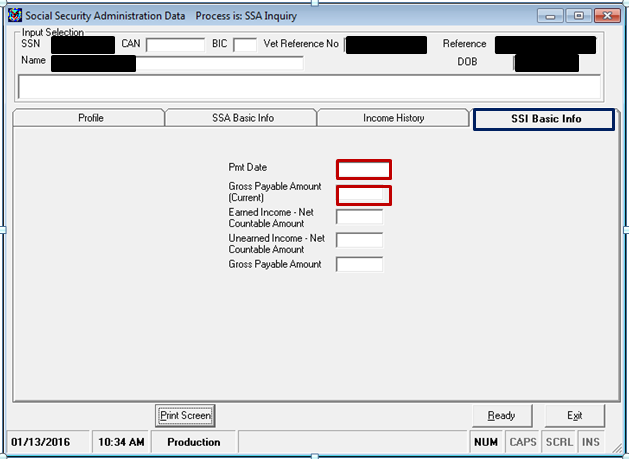 Social Security Administration Data Process is: SSA Inquiry
Input Selection
SSN CAN BIC Vet Reference No Reference
Name DOB
Profile SSA Basic Info Income History SSI Basic Info
Pmt Date
Gross Payable Amount
(Current)
Earned Income - Net
Countable Amount
Unearned Income - Net
Countable Amount
Gross Payable Amount
Print Screen Ready Exit
01/13/2016 10:34 AM Production NUM CAPS SCRL INS